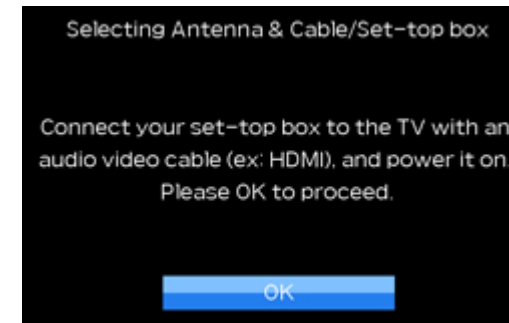 Selecting Antenna & Cable/Set-top box
Connect your set-top box to the TV with an
audio video cable (ex: HDMI), and power it on.
Please OK to proceed.
OK